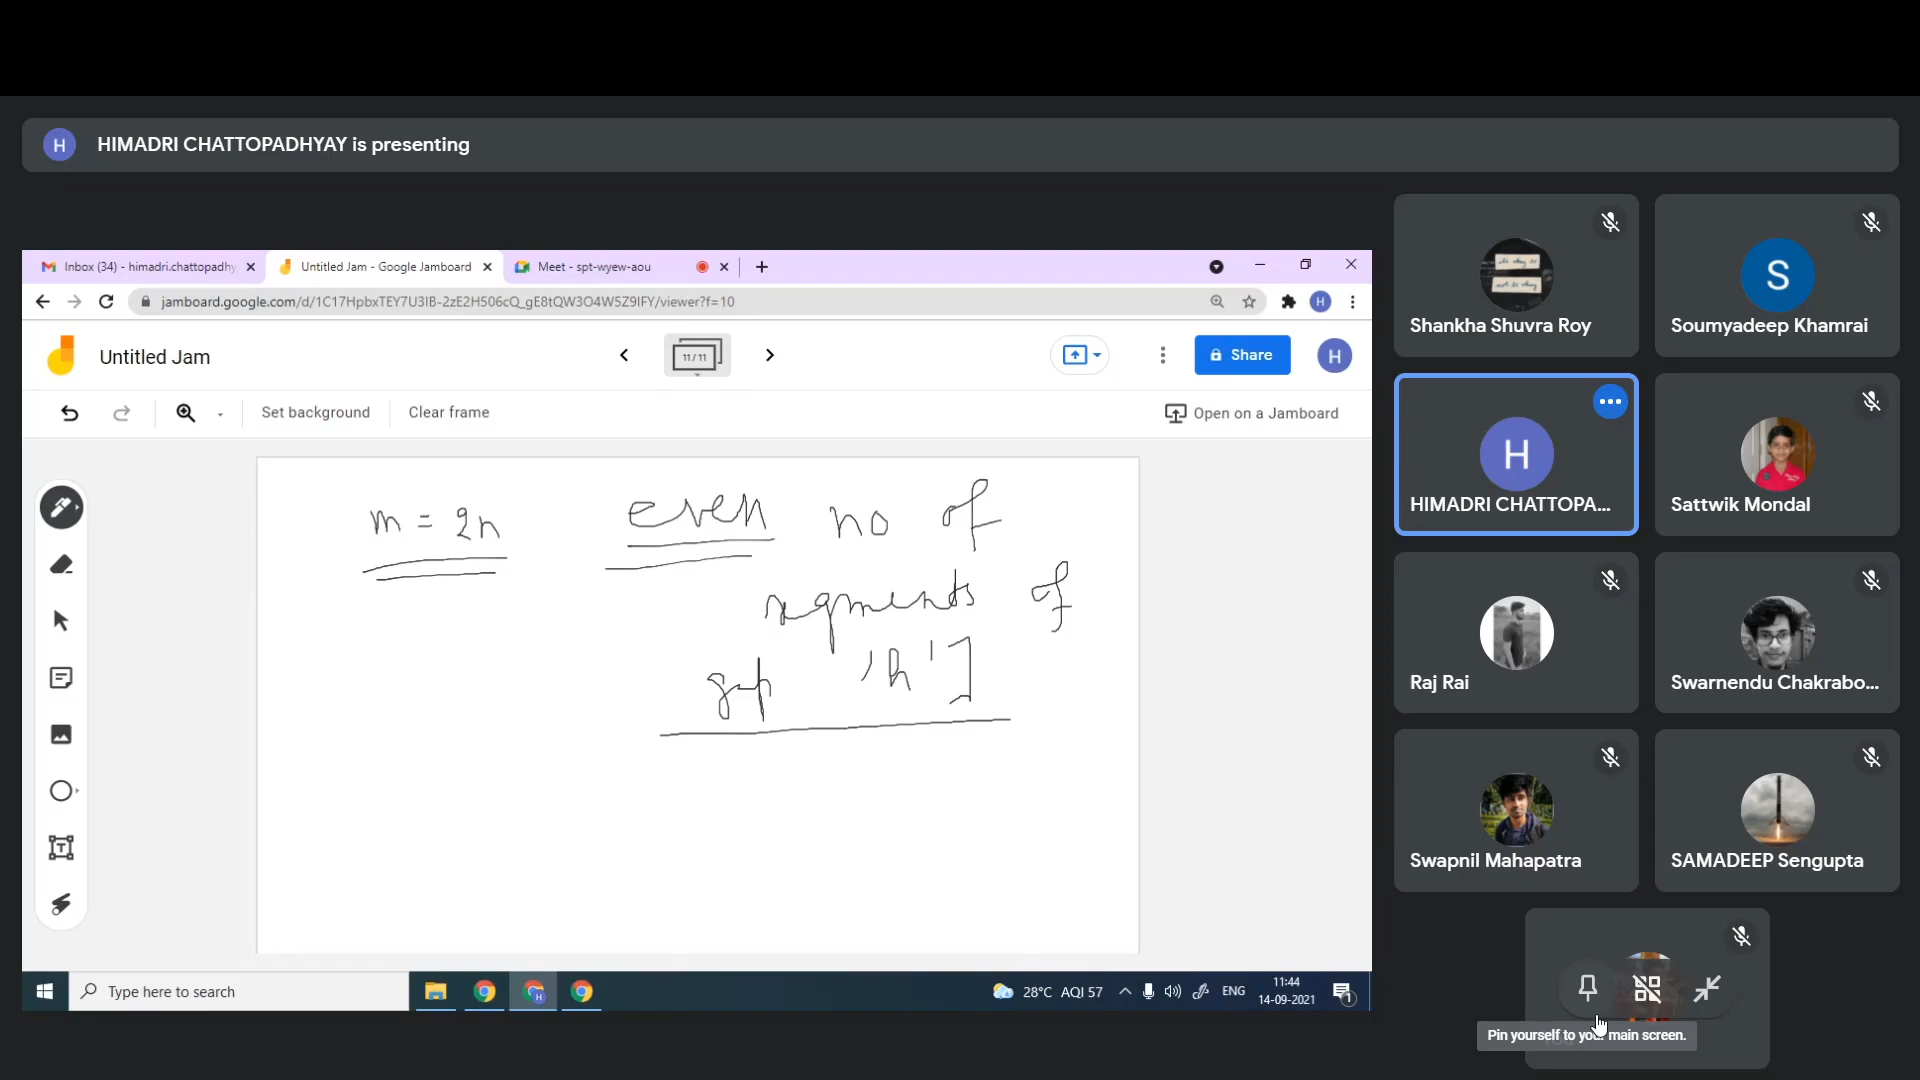 H HIMADRI CHATTOPADHYAY is presenting
Inbox (34) - himadri.chattopadhy
Untitled Jam - Google Jamboard
Meet - spt-wyew-aou
jamboard.google.com/d/1C17HpbxTEY7U3IB-2zE2H506cQ_gE8tQW3O4W5Z9IFY/viewer?f=10
H
Untitled Jam
11/11
Share
H
Set background
Clear frame
Open on a Jamboard
m = 2n even no of
segments of
gap 'h']
Type here to search
28°C AQI 57
ENG
11:44
14-09-2021
1
Shankha Shuvra Roy
S
Soumyadeep Khamrai
H
HIMADRI CHATTOPA...
Sattwik Mondal
Raj Rai
Swarnendu Chakrabo...
Swapnil Mahapatra
SAMADEEP Sengupta
Pin yourself to your main screen.